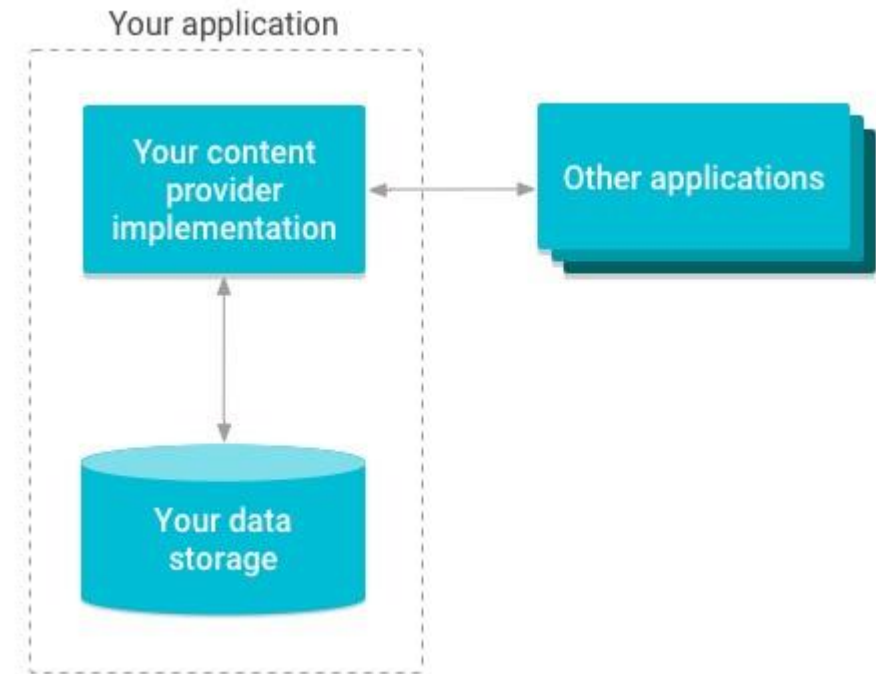 Your application
Your content
provider
implementation
Other applications
Your data
storage